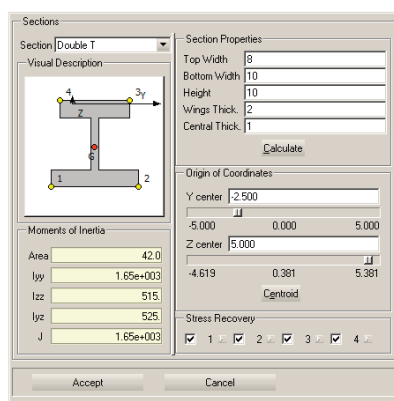 Sections
Section Double T
Visual Description
4
3
Y
Z
G
1
2
Moments of Inertia
Area 42.0
Iyy 1.65e+003
Izz 515.
Iyz 525.
J 1.65e+003
Section Properties
Top Width 8
Bottom Width 10
Height 10
Wings Thick. 2
Central Thick. 1
Calculate
Origin of Coordinates
Y center -2.500
-5.000 0.000 5.000
Z center 5.000
-4.619 0.381 5.381
Centroid
Stress Recovery
1 2 3 4
Accept Cancel